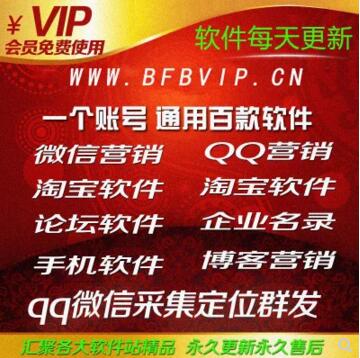 ¥ VIP
会员免费使用
软件每天更新
WWW.BFBVIP.CN
一个账号 通用百款软件
微信营销 QQ营销
淘宝软件 淘宝软件
论坛软件 企业名录
手机软件 博客营销
qq微信采集定位群发
汇聚各大软件站精品 永久更新永久售后